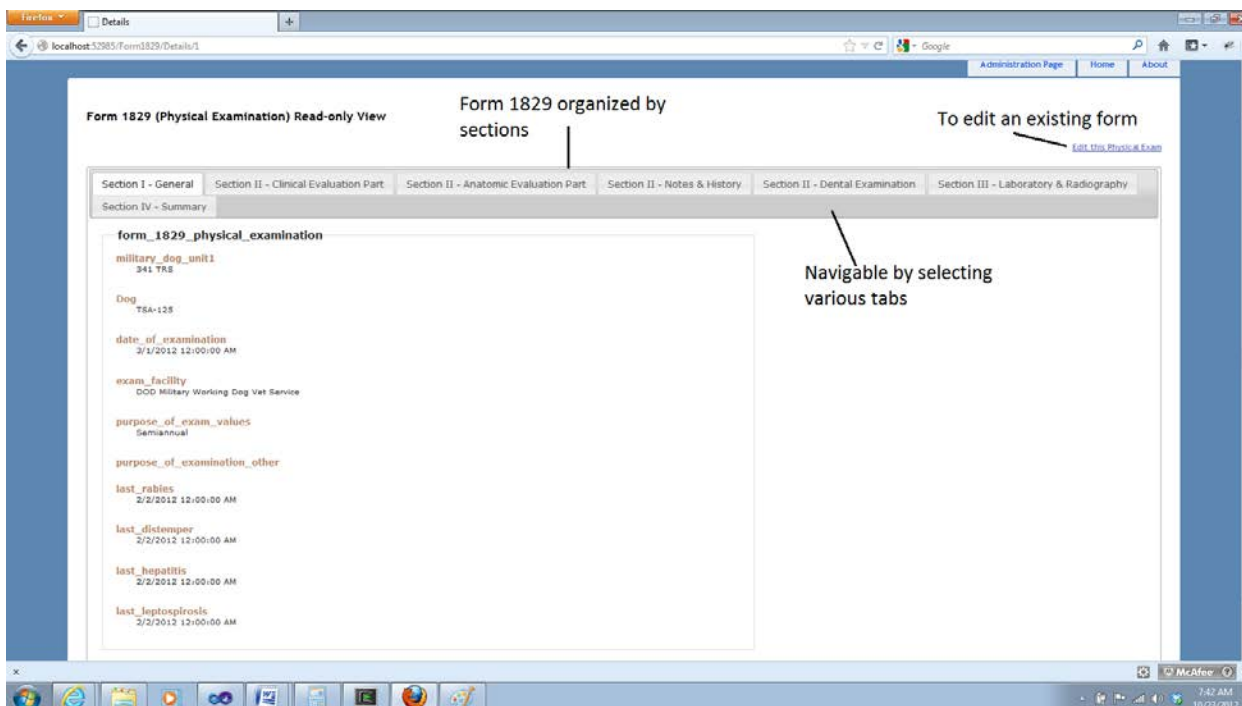 Firefox
Details
+
localhost:52985/Form1829/Details/1
Google
Administration Page Home About
Form 1829 (Physical Examination) Read-only View
Form 1829 organized by
sections
To edit an existing form
Edit this Physical Exam
Section I - General Section II - Clinical Evaluation Part Section II - Anatomic Evaluation Part Section II - Notes & History Section II - Dental Examination Section III - Laboratory & Radiography
Section IV - Summary
form_1829_physical_examination
military_dog_unit1
341 TRS
Navigable by selecting
various tabs
Dog
TSA-125
date_of_examination
3/1/2012 12:00:00 AM
exam_facility
DOD Military Working Dog Vet Service
purpose_of_exam_values
Semiannual
purpose_of_examination_other
last_rabies
2/2/2012 12:00:00 AM
last_distemper
2/2/2012 12:00:00 AM
last_hepatitis
2/2/2012 12:00:00 AM
last_leptospirosis
2/2/2012 12:00:00 AM
x
McAfee
7:42 AM